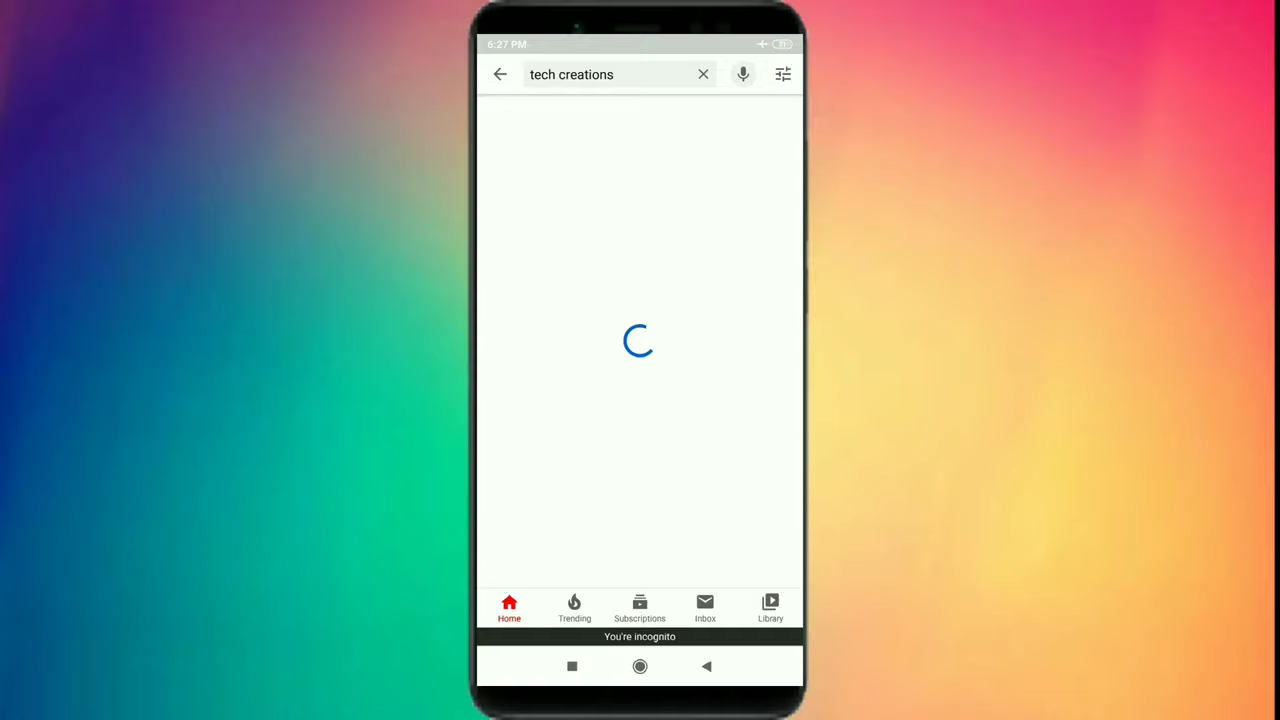 6:27 PM
tech creations
Home
Trending
Subscriptions
Inbox
Library
You're incognito